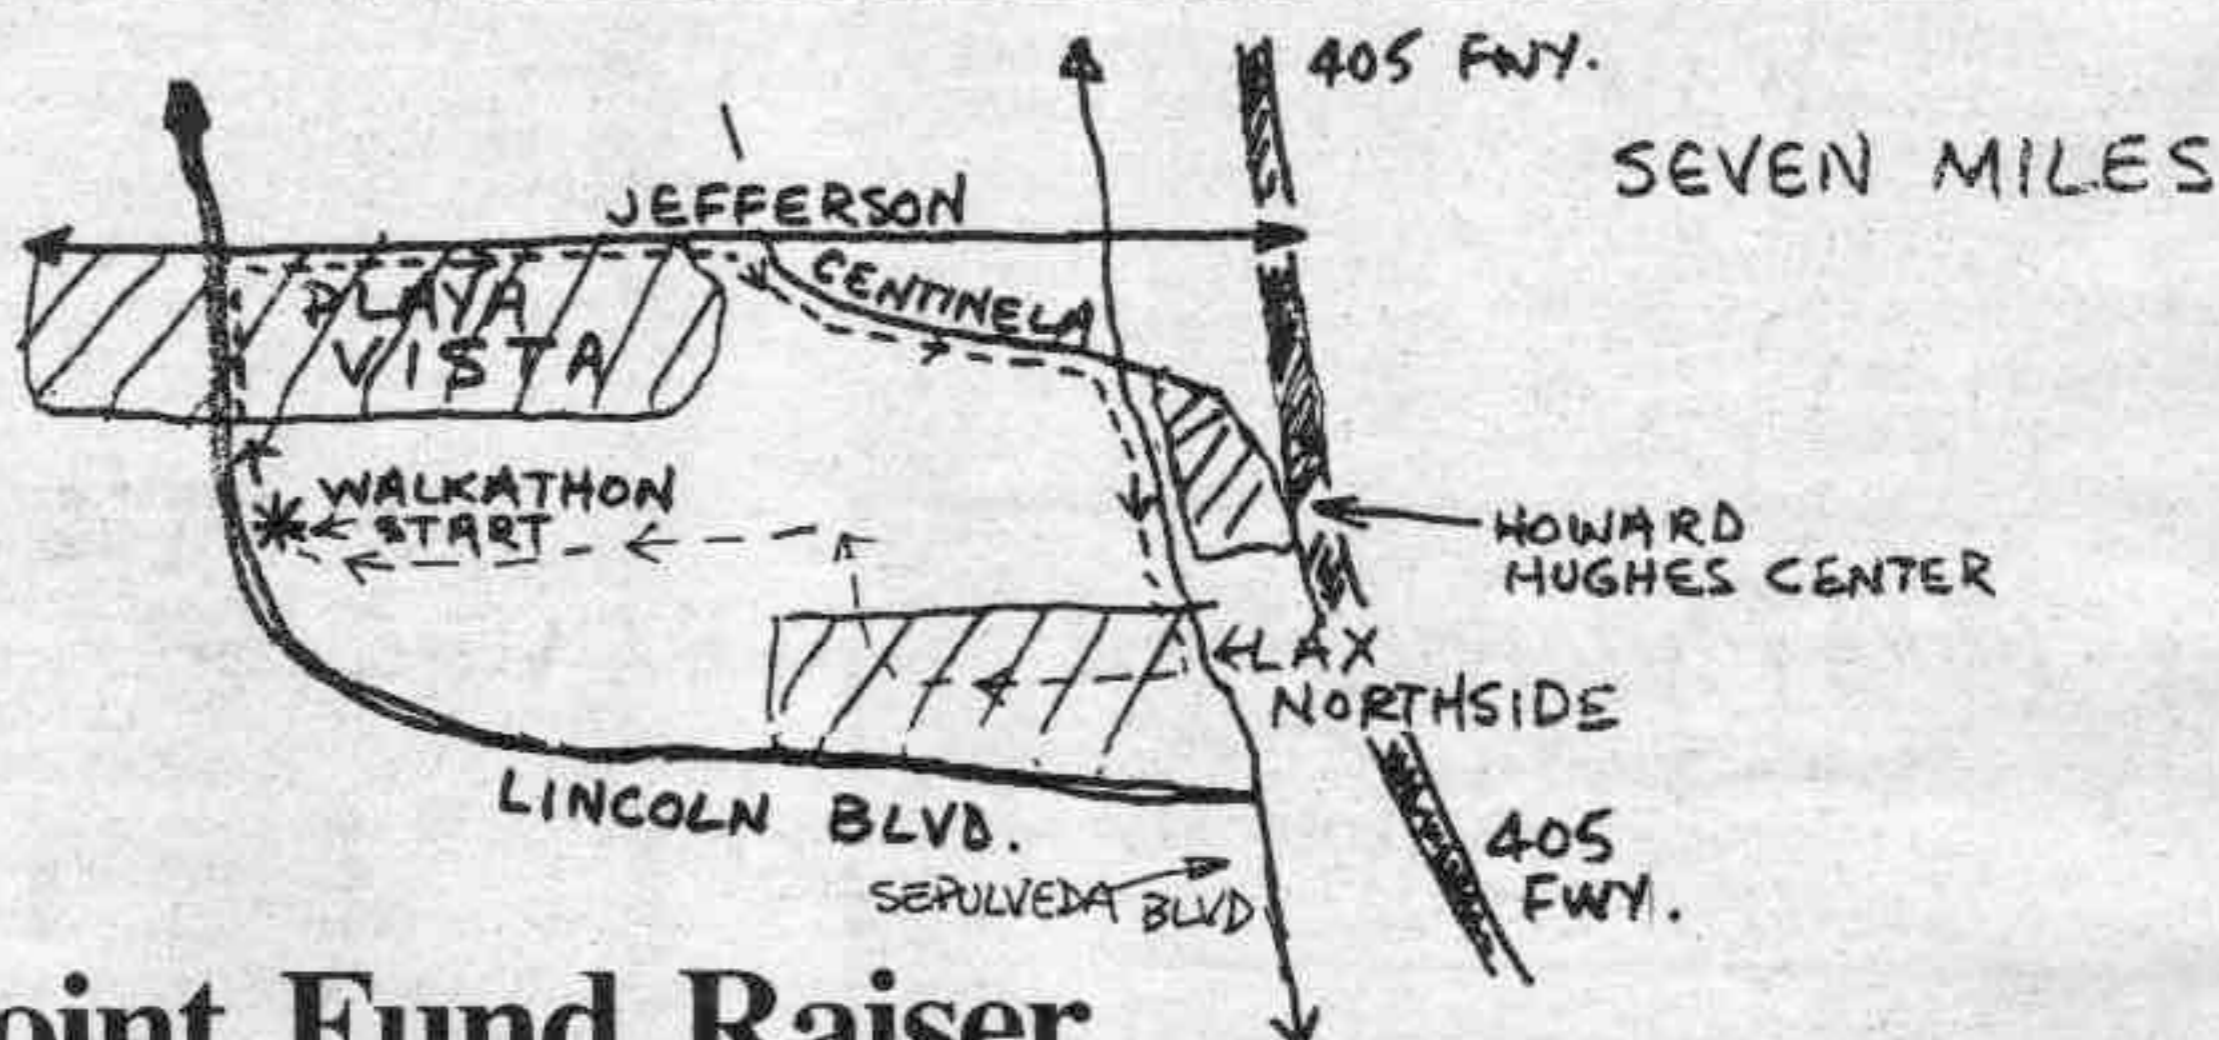 405 FWY.
SEVEN MILES
JEFFERSON
CENTINELA
PLAYA
VISTA
WALKATHON
START
HOWARD
HUGHES CENTER
LAX
NORTHSIDE
LINCOLN BLVD.
405
FWY.
SEPULVEDA BLVD
oint Fund Raiser